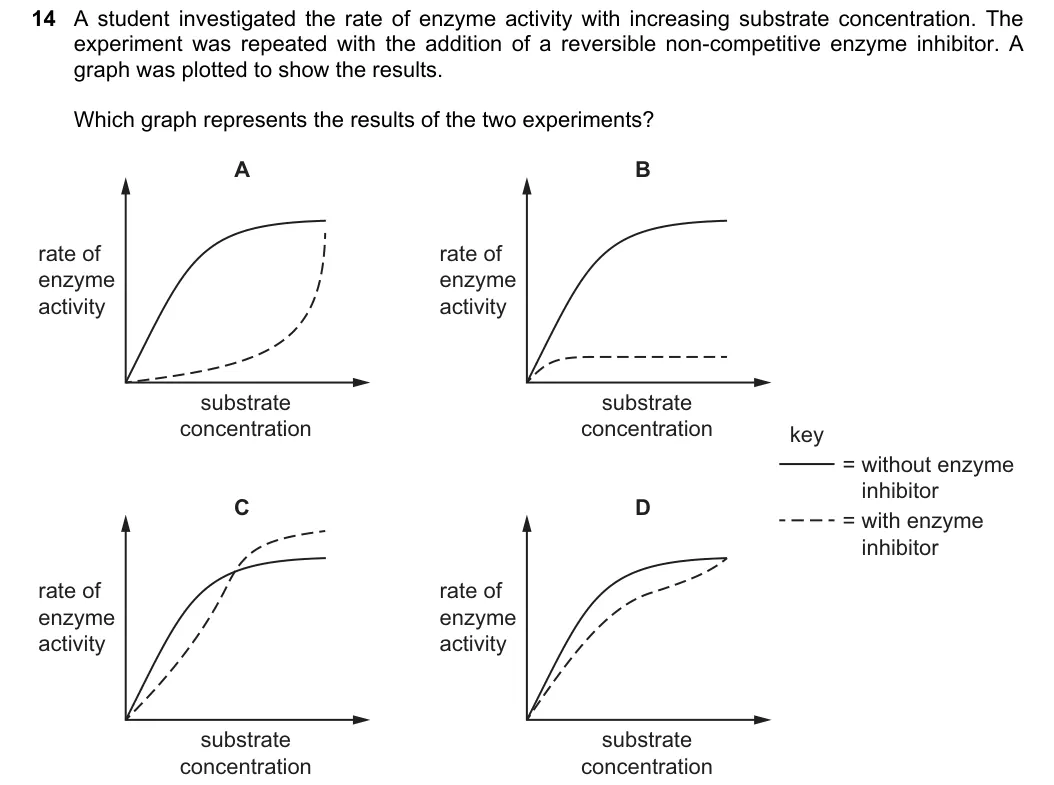 14 A student investigated the rate of enzyme activity with increasing substrate concentration. The
experiment was repeated with the addition of a reversible non-competitive enzyme inhibitor. A
graph was plotted to show the results.
Which graph represents the results of the two experiments?
A
rate of
enzyme
activity
substrate
concentration
B
rate of
enzyme
activity
substrate
concentration
key
= without enzyme
inhibitor
= with enzyme
inhibitor
C
rate of
enzyme
activity
substrate
concentration
D
rate of
enzyme
activity
substrate
concentration